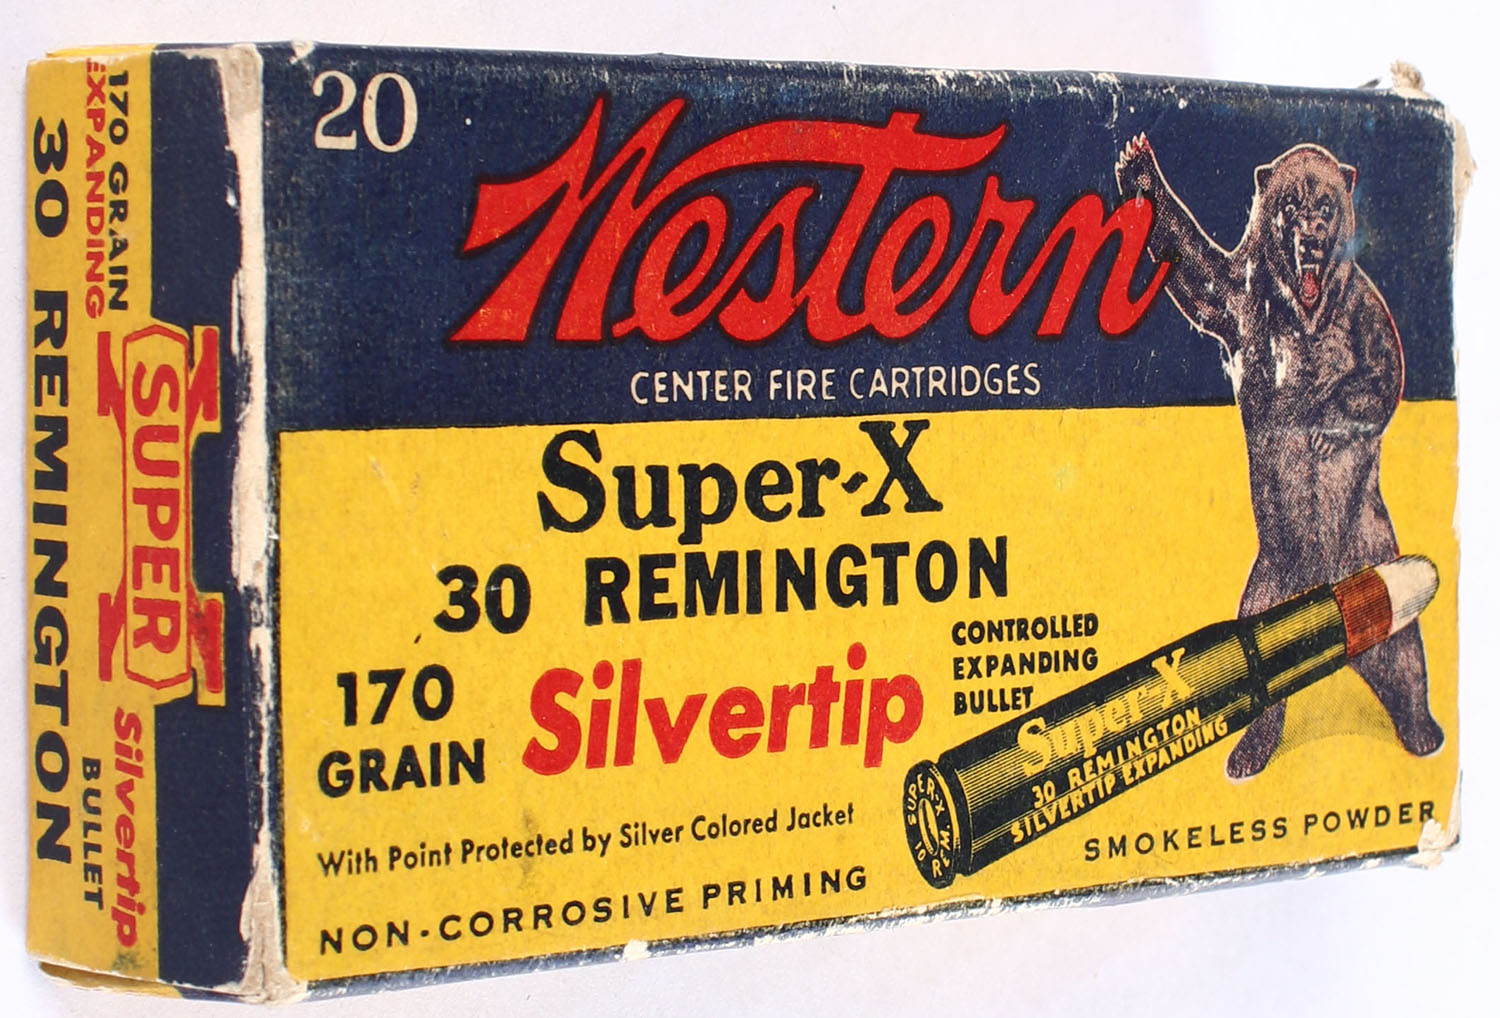 20
Western
CENTER FIRE CARTRIDGES
Super-X
30 REMINGTON
170
GRAIN
Silvertip
CONTROLLED
EXPANDING
BULLET
With Point Protected by Silver Colored Jacket
NON-CORROSIVE PRIMING
SMOKELESS POWDER
Super-X
30 REMINGTON
SILVERTIP EXPANDING
SUPER-X
30 R
170 GRAIN
EXPANDING
SUPER
X
Silvertip
BULLET
30 REMINGTON